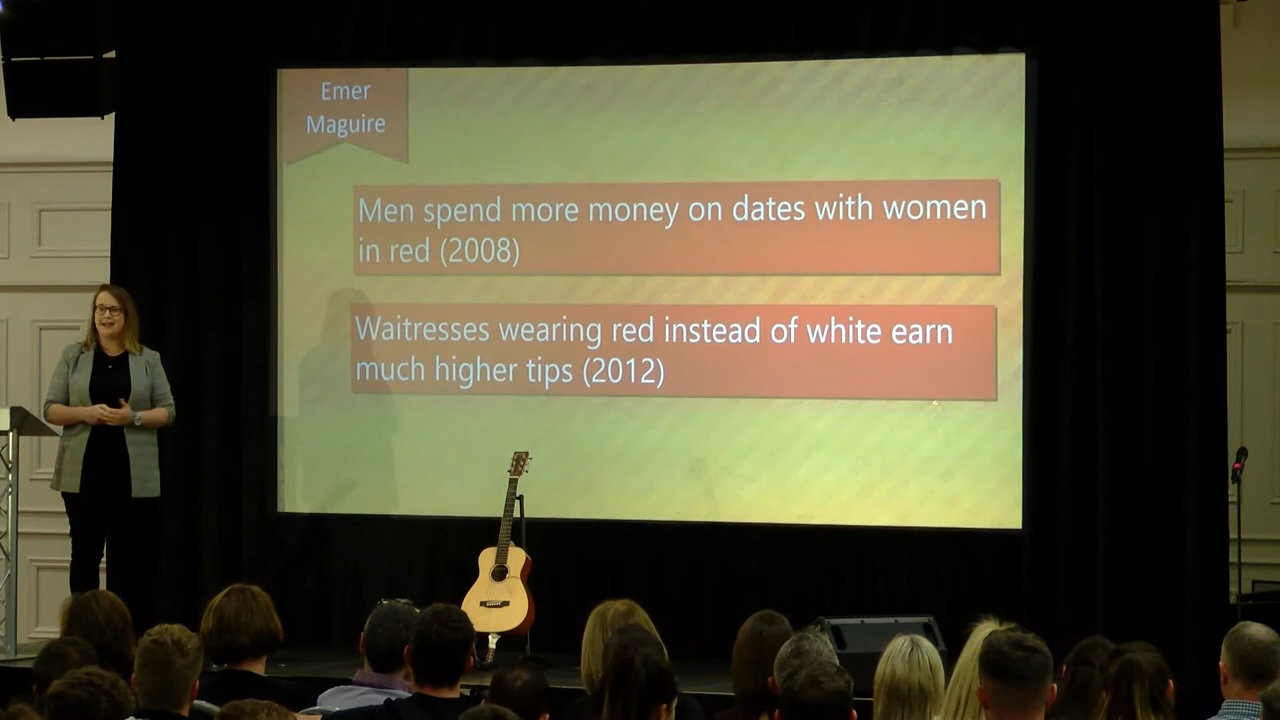 Emer
Maguire
Men spend more money on dates with women
in red (2008)
Waitresses wearing red instead of white earn
much higher tips (2012)